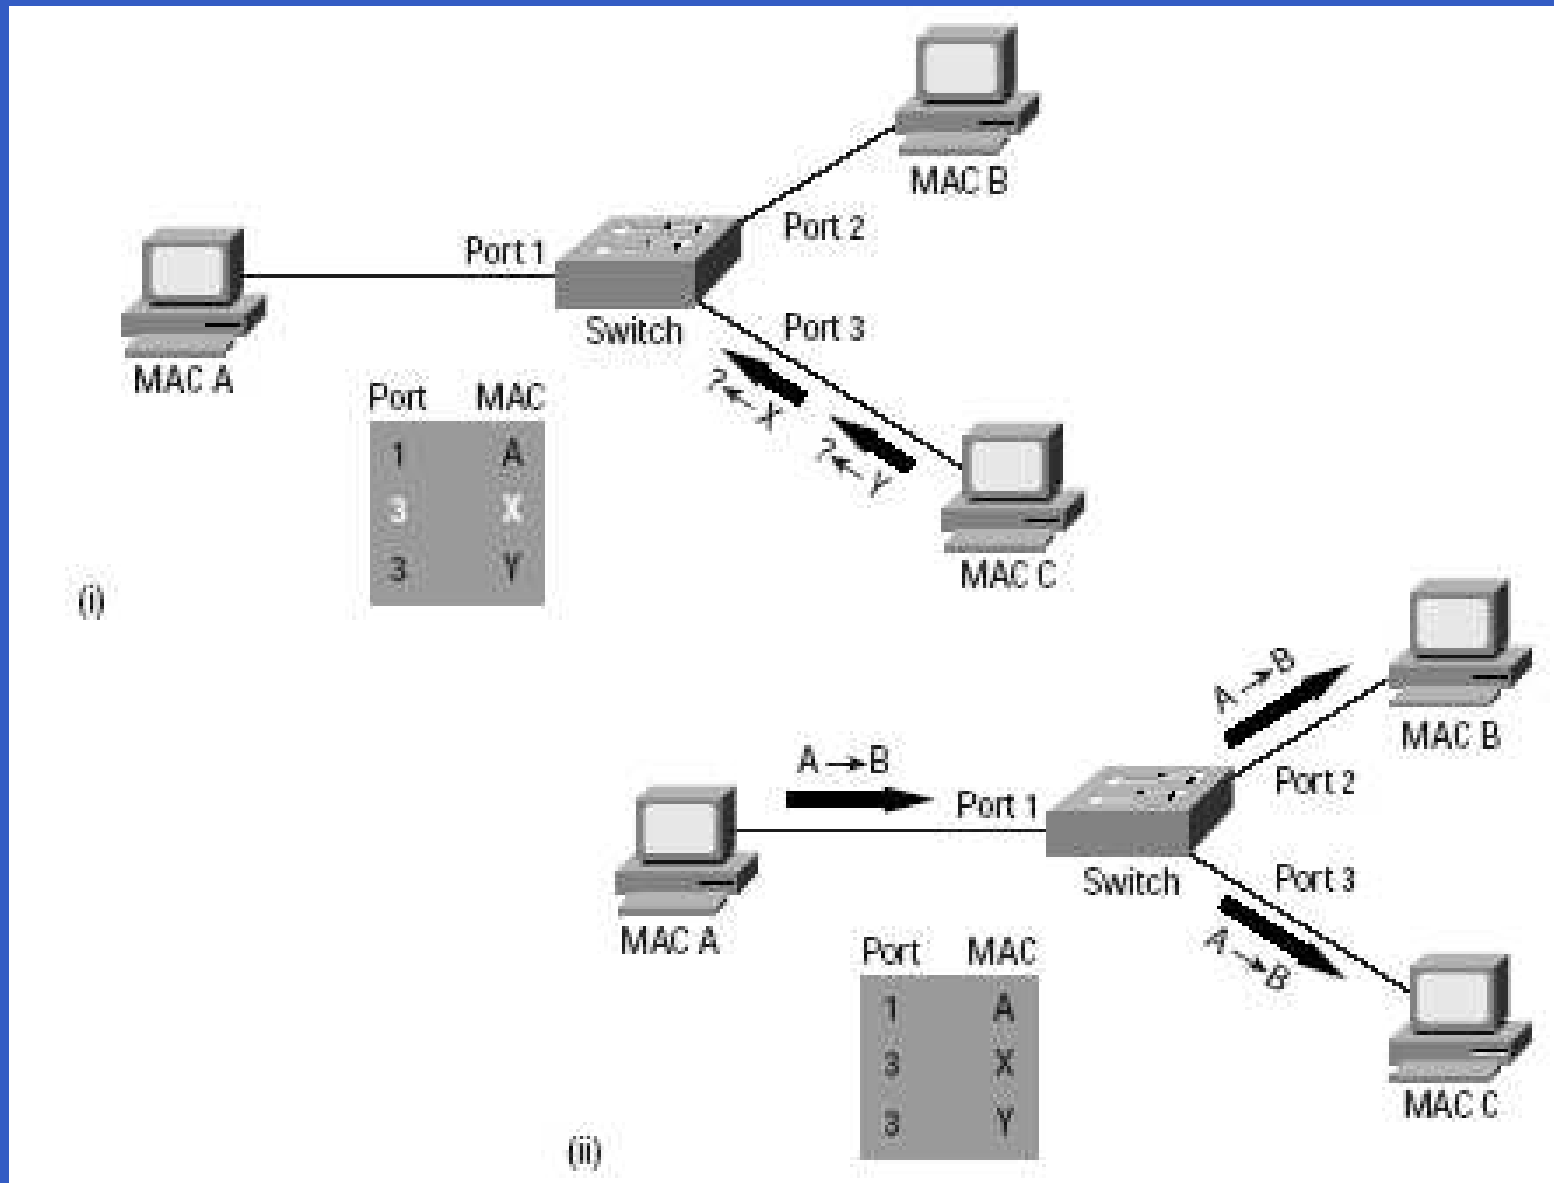 MAC B
Port 2
Port 1
Switch
Port 3
MAC A
?←X
?←Y
MAC C
Port MAC
1 A
3 X
3 Y
(i)
A→B
A→B
MAC B
Port 1
Port 2
Switch
Port 3
MAC A
A→B
MAC C
Port MAC
1 A
3 X
3 Y
(ii)